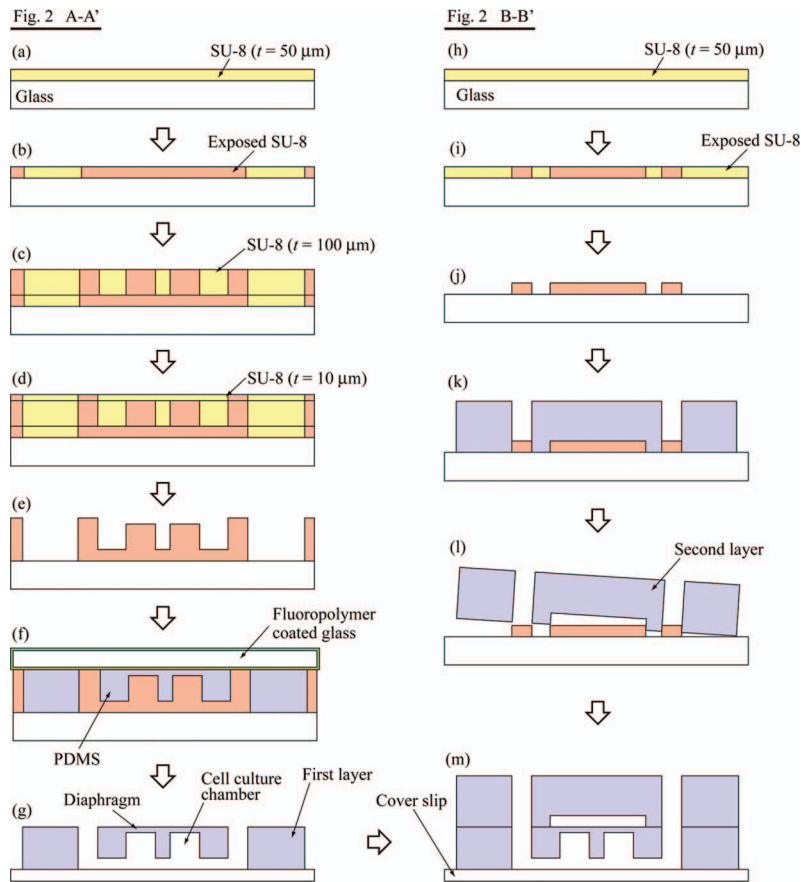 Fig. 2 A-A’
(a)
SU-8 (t = 50 μm)
Glass
(b)
Exposed SU-8
(c)
SU-8 (t = 100 μm)
(d)
SU-8 (t = 10 μm)
(e)
(f)
Fluoropolymer
coated glass
PDMS
(g)
Diaphragm
Cell culture
chamber
First layer
Fig. 2 B-B’
(h)
SU-8 (t = 50 μm)
Glass
(i)
Exposed SU-8
(j)
(k)
(l)
Second layer
(m)
Cover slip